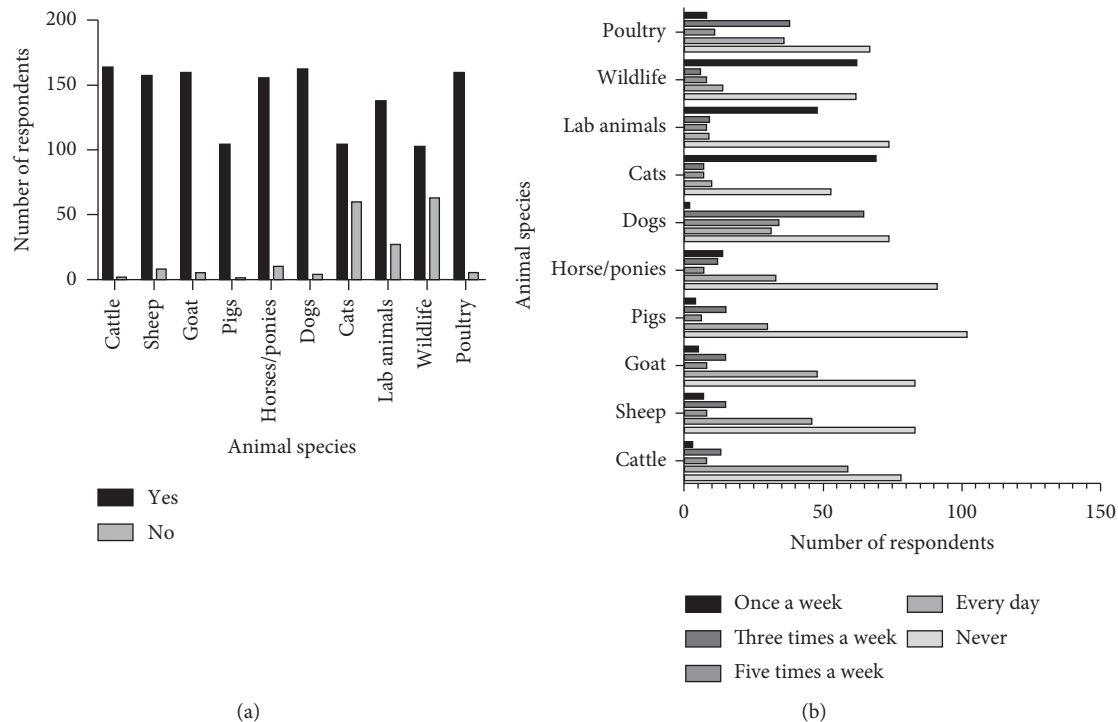 200
150
100
50
0
Number of respondents
Cattle
Sheep
Goat
Pigs
Horses/ponies
Dogs
Cats
Lab animals
Wildlife
Poultry
Animal species
Yes
No
(a)
Animal species
Poultry
Wildlife
Lab animals
Cats
Dogs
Horse/ponies
Pigs
Goat
Sheep
Cattle
0
50
100
150
Number of respondents
Once a week
Three times a week
Five times a week
Every day
Never
(b)